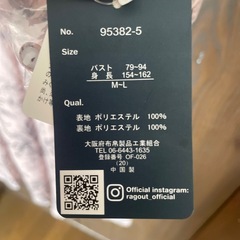 No. 95382-5
Size
バスト 79~94
身長 154~162
M~L
Qual.
表地 ポリエステル 100%
裏地 ポリエステル 100%
大阪府布帛製品工業組合
TEL 06-6443-1635
登録番号 OF-026
(20)
中国製
Official instagram:
ragout_official